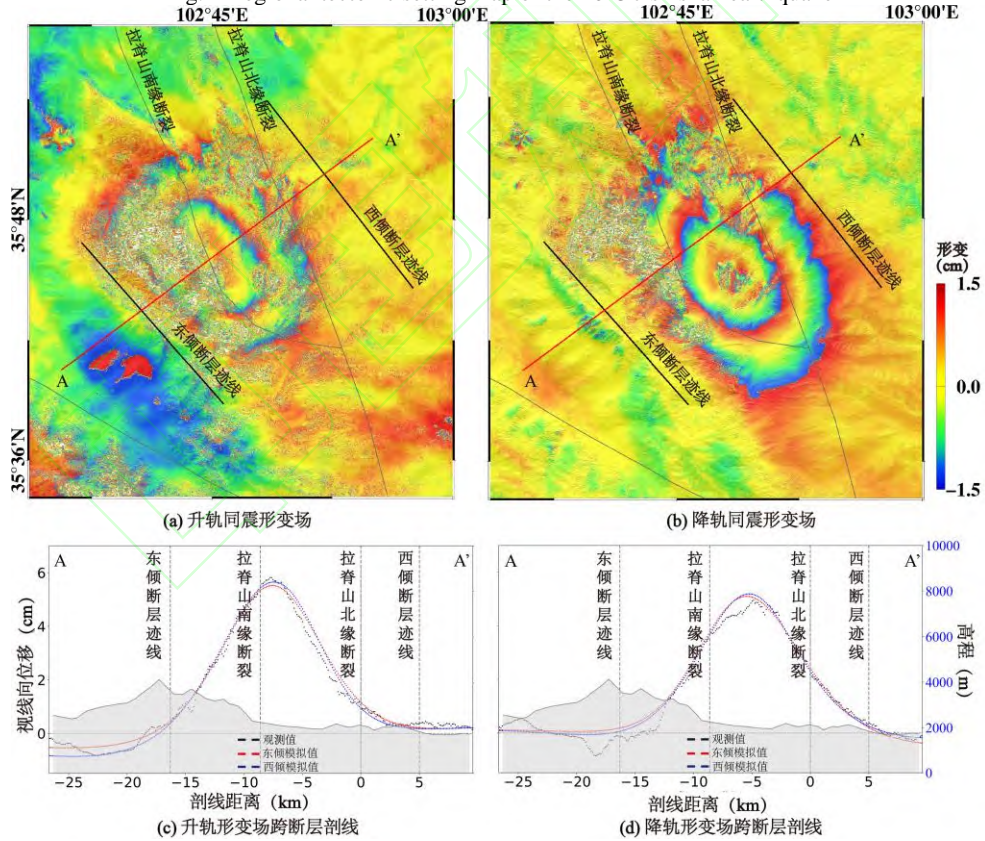 102°45'E
103°00'E
102°45'E
103°00'E
拉脊山南缘断裂
拉脊山北缘断裂
A'
西倾断层迹线
东倾断层迹线
A
35°48'N
35°36'N
(a) 升轨同震形变场
拉脊山南缘断裂
拉脊山北缘断裂
A'
西倾断层迹线
东倾断层迹线
A
(b) 降轨同震形变场
形变
(cm)
1.5
0.0
−1.5
A
东倾断层迹线
拉脊山南缘断裂
拉脊山北缘断裂
西倾断层迹线
A'
视线向位移 (cm)
6
4
2
0
观测值
东倾模拟值
西倾模拟值
−25 −20 −15 −10 −5 0 5
剖线距离 (km)
(c) 升轨形变场跨断层剖线
A
东倾断层迹线
拉脊山南缘断裂
拉脊山北缘断裂
西倾断层迹线
A'
10000
8000
6000
4000
2000
0
高程 (m)
观测值
东倾模拟值
西倾模拟值
−25 −20 −15 −10 −5 0 5
剖线距离 (km)
(d) 降轨形变场跨断层剖线